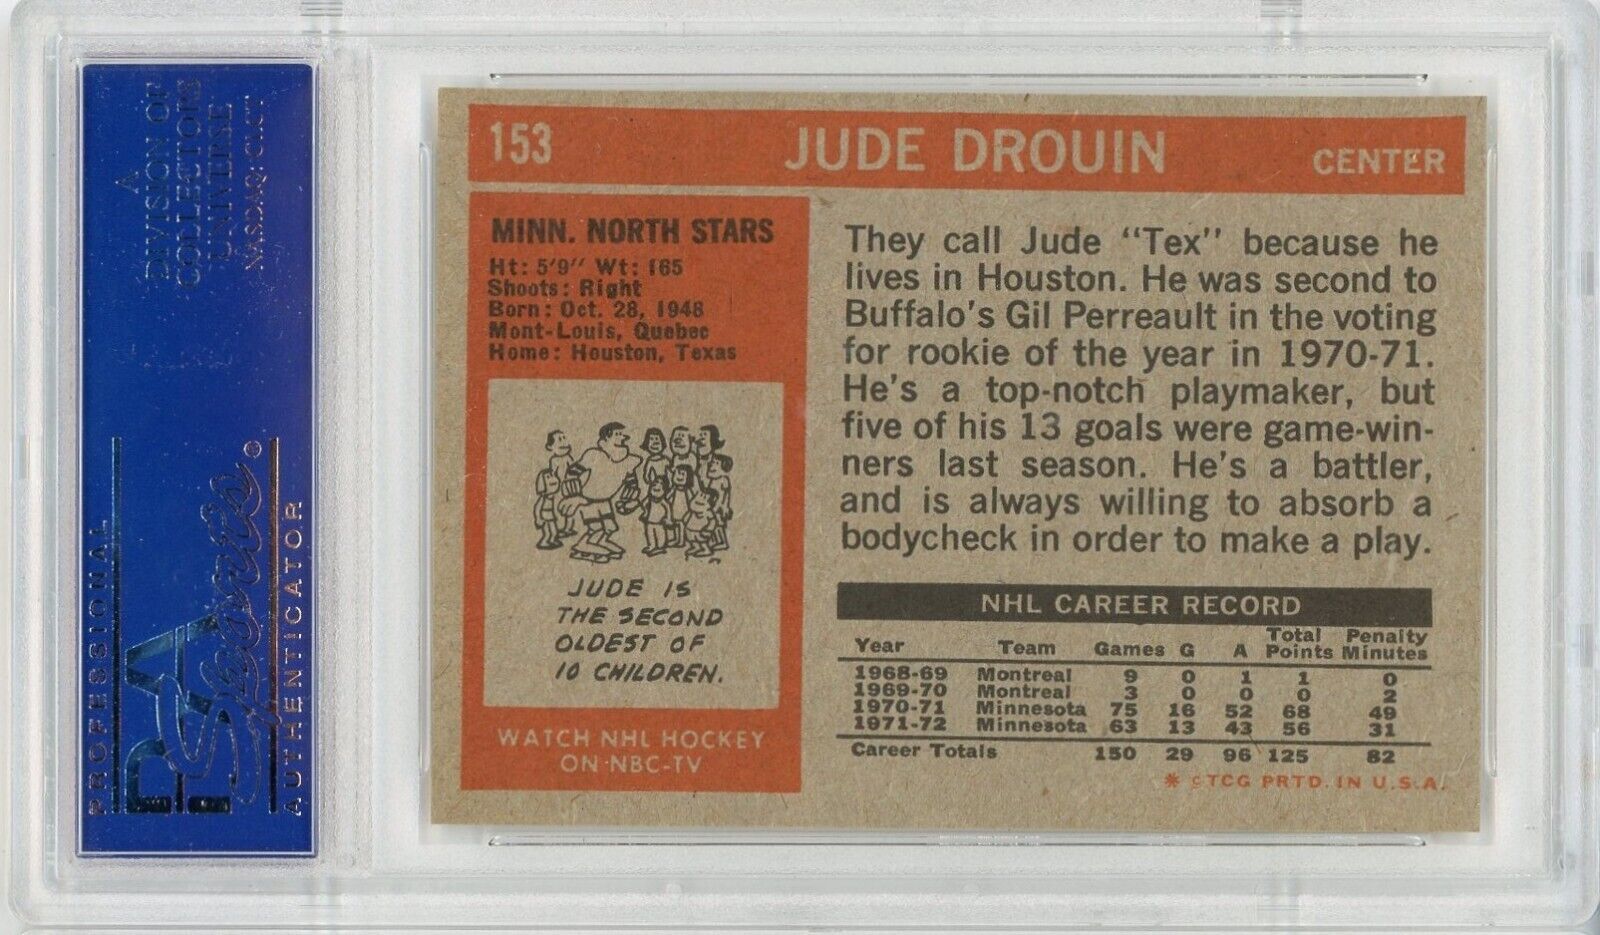 A
DIVISION OF
COLLECTORS
UNIVERSE
NASDAQ: CLCT
PROFESSIONAL
PSA
Sports®
AUTHENTICATOR
153
JUDE DROUIN
CENTER
MINN. NORTH STARS
Ht: 5'9" Wt: 165
Shoots: Right
Born: Oct. 28, 1948
Mont-Louis, Quebec
Home: Houston, Texas
JUDE IS
THE SECOND
OLDEST OF
10 CHILDREN.
WATCH NHL HOCKEY
ON NBC-TV
They call Jude "Tex" because he
lives in Houston. He was second to
Buffalo's Gil Perreault in the voting
for rookie of the year in 1970-71.
He's a top-notch playmaker, but
five of his 13 goals were game-win-
ners last season. He's a battler,
and is always willing to absorb a
bodycheck in order to make a play.
NHL CAREER RECORD
Year Team Games G A Total Points Penalty Minutes
1968-69 Montreal 9 0 1 1 0
1969-70 Montreal 3 0 0 0 2
1970-71 Minnesota 75 16 52 68 49
1971-72 Minnesota 63 13 43 56 31
Career Totals 150 29 96 125 82
* ©TCG PRTD. IN U.S.A.